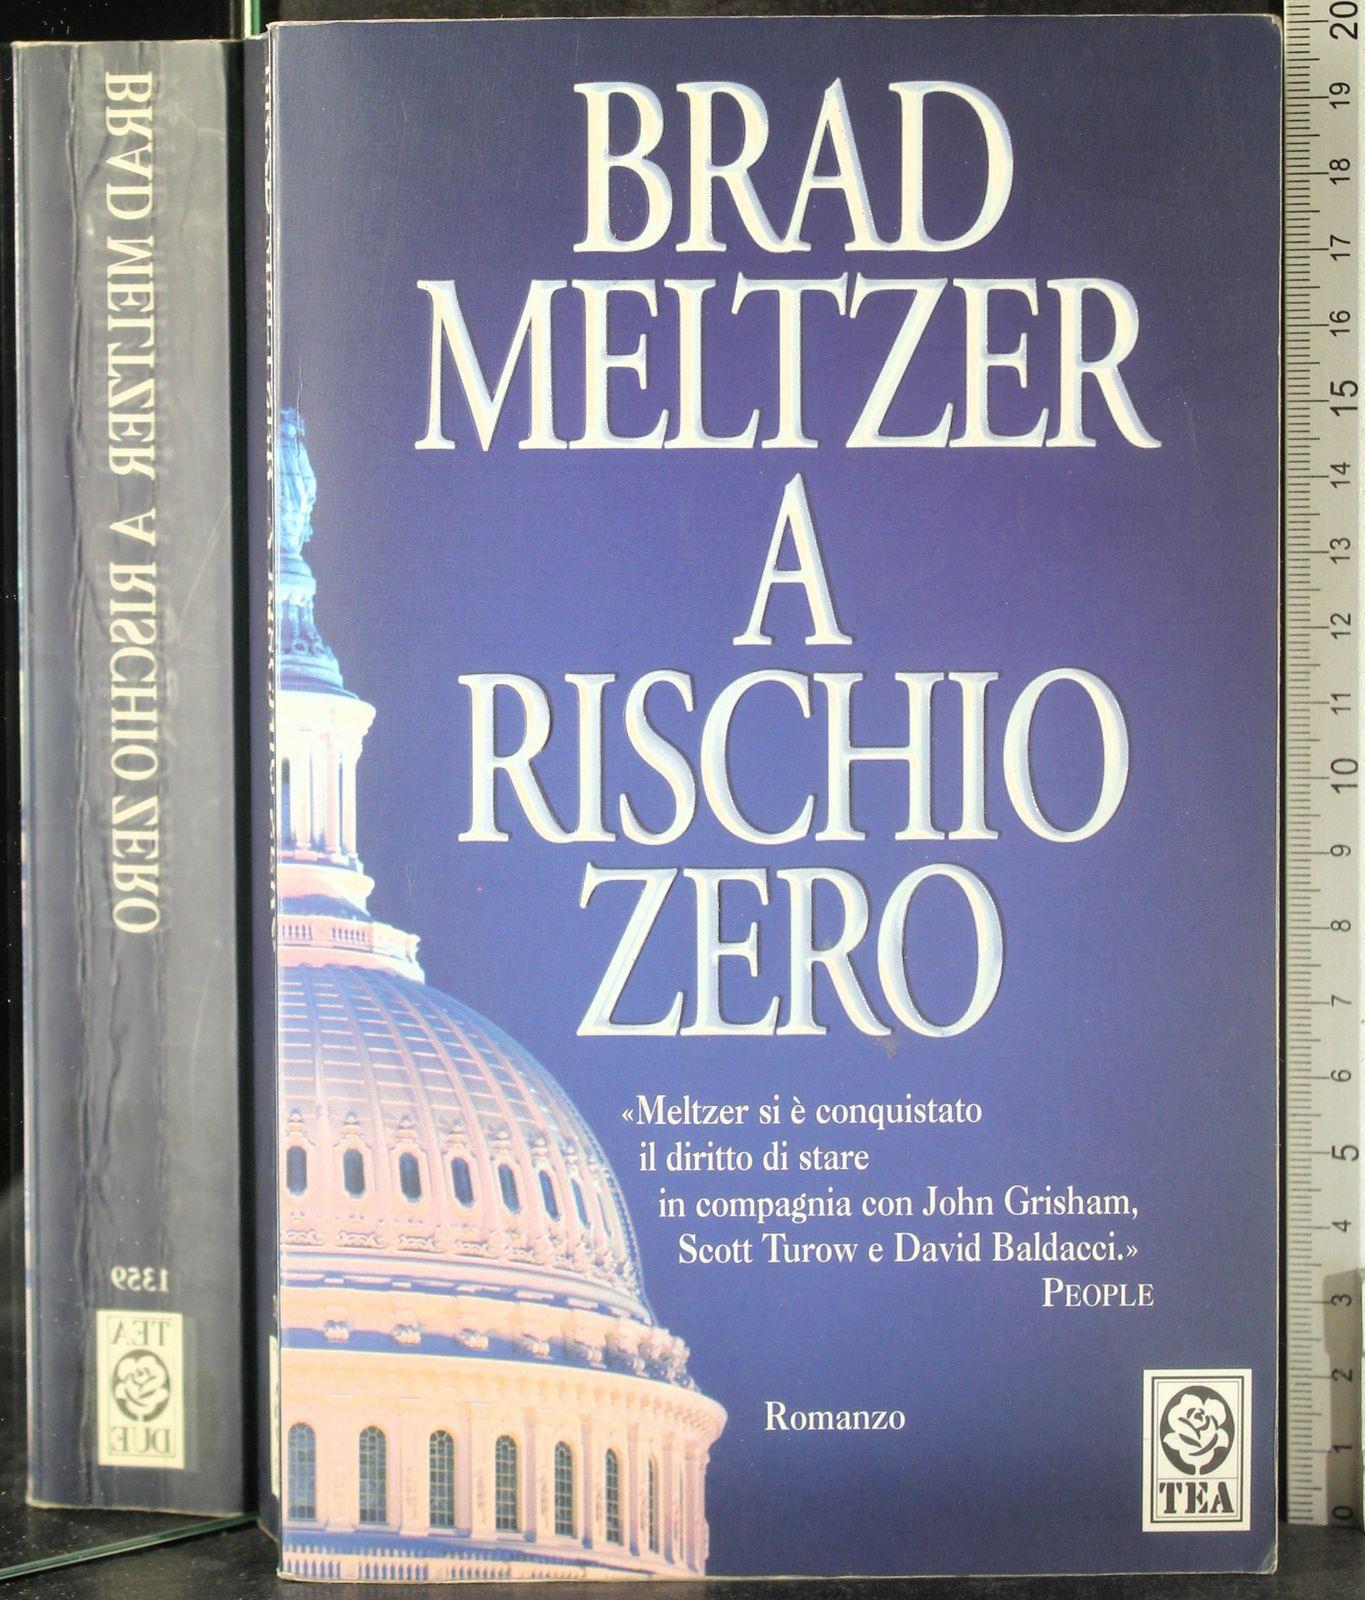 BRAD
MELTZER
A
RISCHIO
ZERO
«Meltzer si è conquistato
il diritto di stare
in compagnia con John Grisham,
Scott Turow e David Baldacci.»
PEOPLE
Romanzo
TEA
BRAD MELTZER A RISCHIO ZERO
1359
TEA
DUE
20
19
18
17
16
15
14
13
12
11
10
9
8
7
6
5
4
3
2
1
0